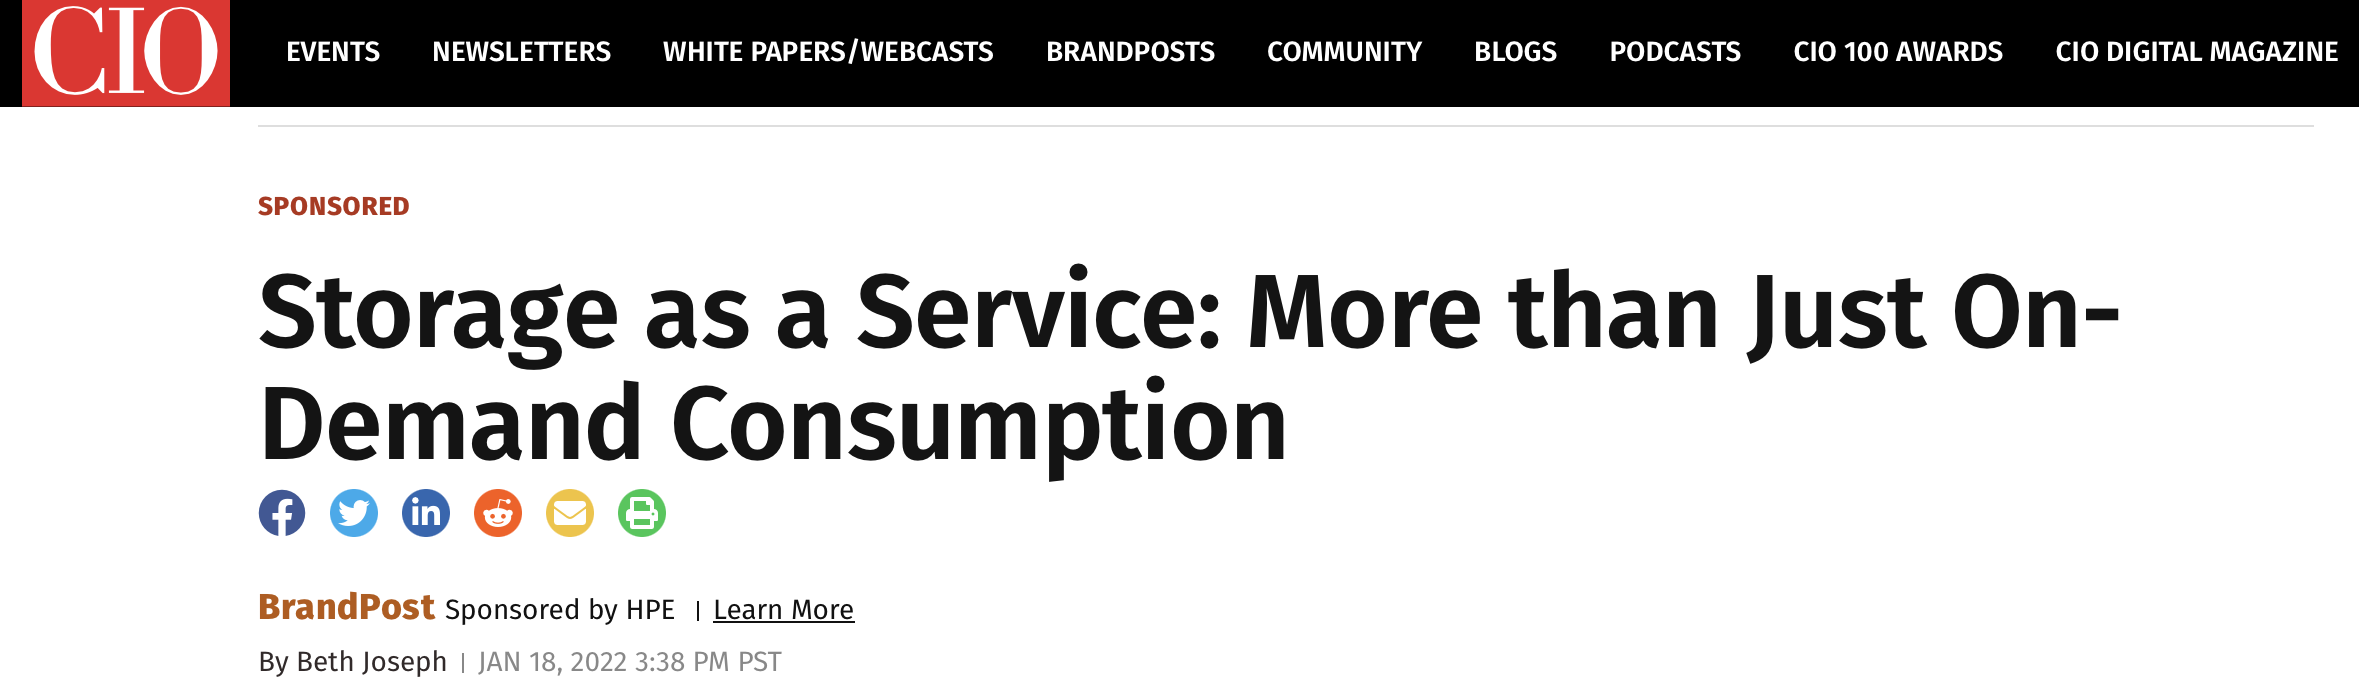 CIO
EVENTS NEWSLETTERS WHITE PAPERS/WEBCASTS BRANDPOSTS COMMUNITY BLOGS PODCASTS CIO 100 AWARDS CIO DIGITAL MAGAZINE
SPONSORED
Storage as a Service: More than Just On-
Demand Consumption
BrandPost Sponsored by HPE | Learn More
By Beth Joseph | JAN 18, 2022 3:38 PM PST